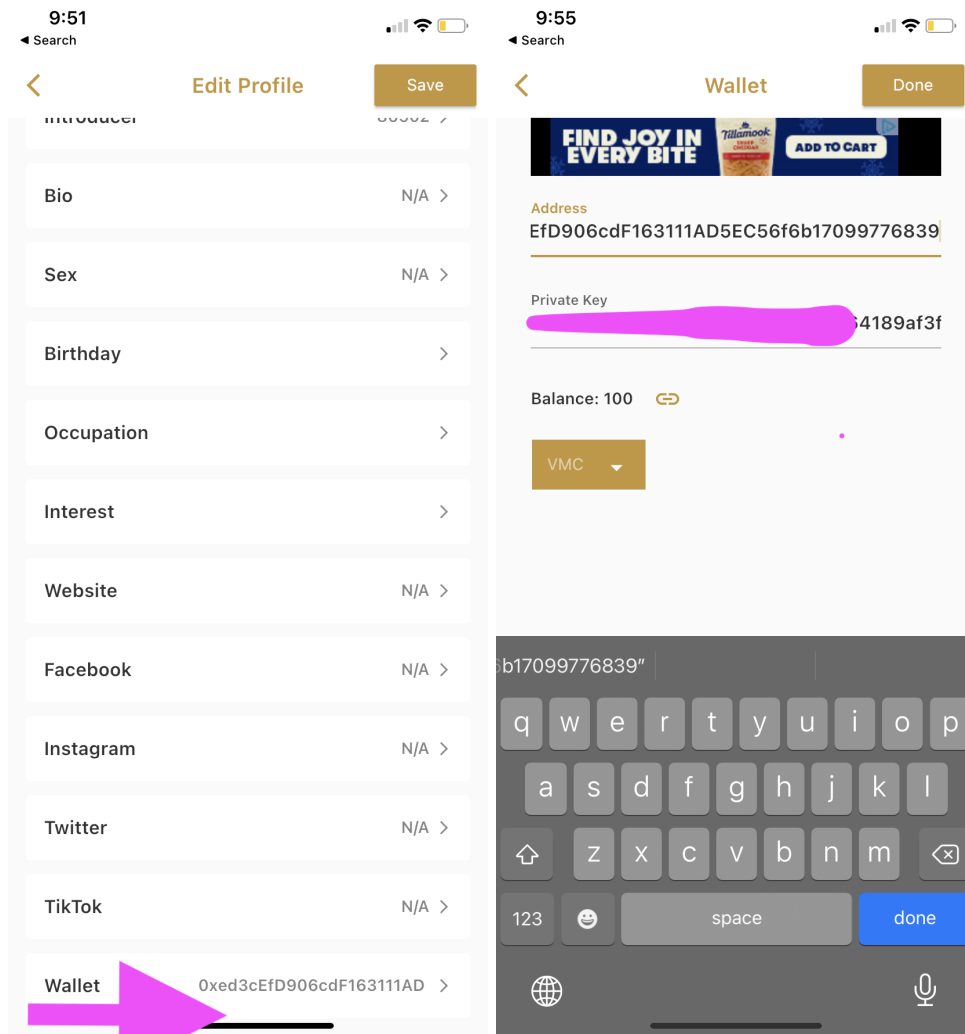 9:51
◀ Search
Edit Profile
Save
Introducer
Bio
N/A
Sex
N/A
Birthday
Occupation
Interest
Website
N/A
Facebook
N/A
Instagram
N/A
Twitter
N/A
TikTok
N/A
Wallet
0xed3cEfD906cdF163111AD
9:55
◀ Search
Wallet
Done
FIND JOY IN
EVERY BITE
Tillamook
ADD TO CART
Address
EfD906cdF163111AD5EC56f6b17099776839
Private Key
4189af3f
Balance: 100
VMC
b17099776839"
q w e r t y u i o p
a s d f g h j k l
z x c v b n m
123
space
done